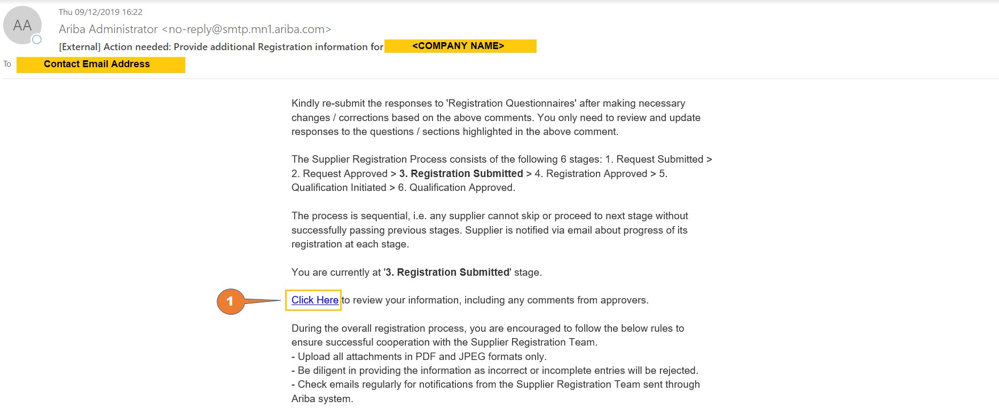 Thu 09/12/2019 16:22
AA
Ariba Administrator <no-reply@smtp.mn1.ariba.com>
[External] Action needed: Provide additional Registration information for <COMPANY NAME>
To Contact Email Address
Kindly re-submit the responses to 'Registration Questionnaires' after making necessary
changes / corrections based on the above comments. You only need to review and update
responses to the questions / sections highlighted in the above comment.
The Supplier Registration Process consists of the following 6 stages: 1. Request Submitted >
2. Request Approved > 3. Registration Submitted > 4. Registration Approved > 5.
Qualification Initiated > 6. Qualification Approved.
The process is sequential, i.e. any supplier cannot skip or proceed to next stage without
successfully passing previous stages. Supplier is notified via email about progress of its
registration at each stage.
You are currently at '3. Registration Submitted' stage.
1 Click Here to review your information, including any comments from approvers.
During the overall registration process, you are encouraged to follow the below rules to
ensure successful cooperation with the Supplier Registration Team.
- Upload all attachments in PDF and JPEG formats only.
- Be diligent in providing the information as incorrect or incomplete entries will be rejected.
- Check emails regularly for notifications from the Supplier Registration Team sent through
Ariba system.